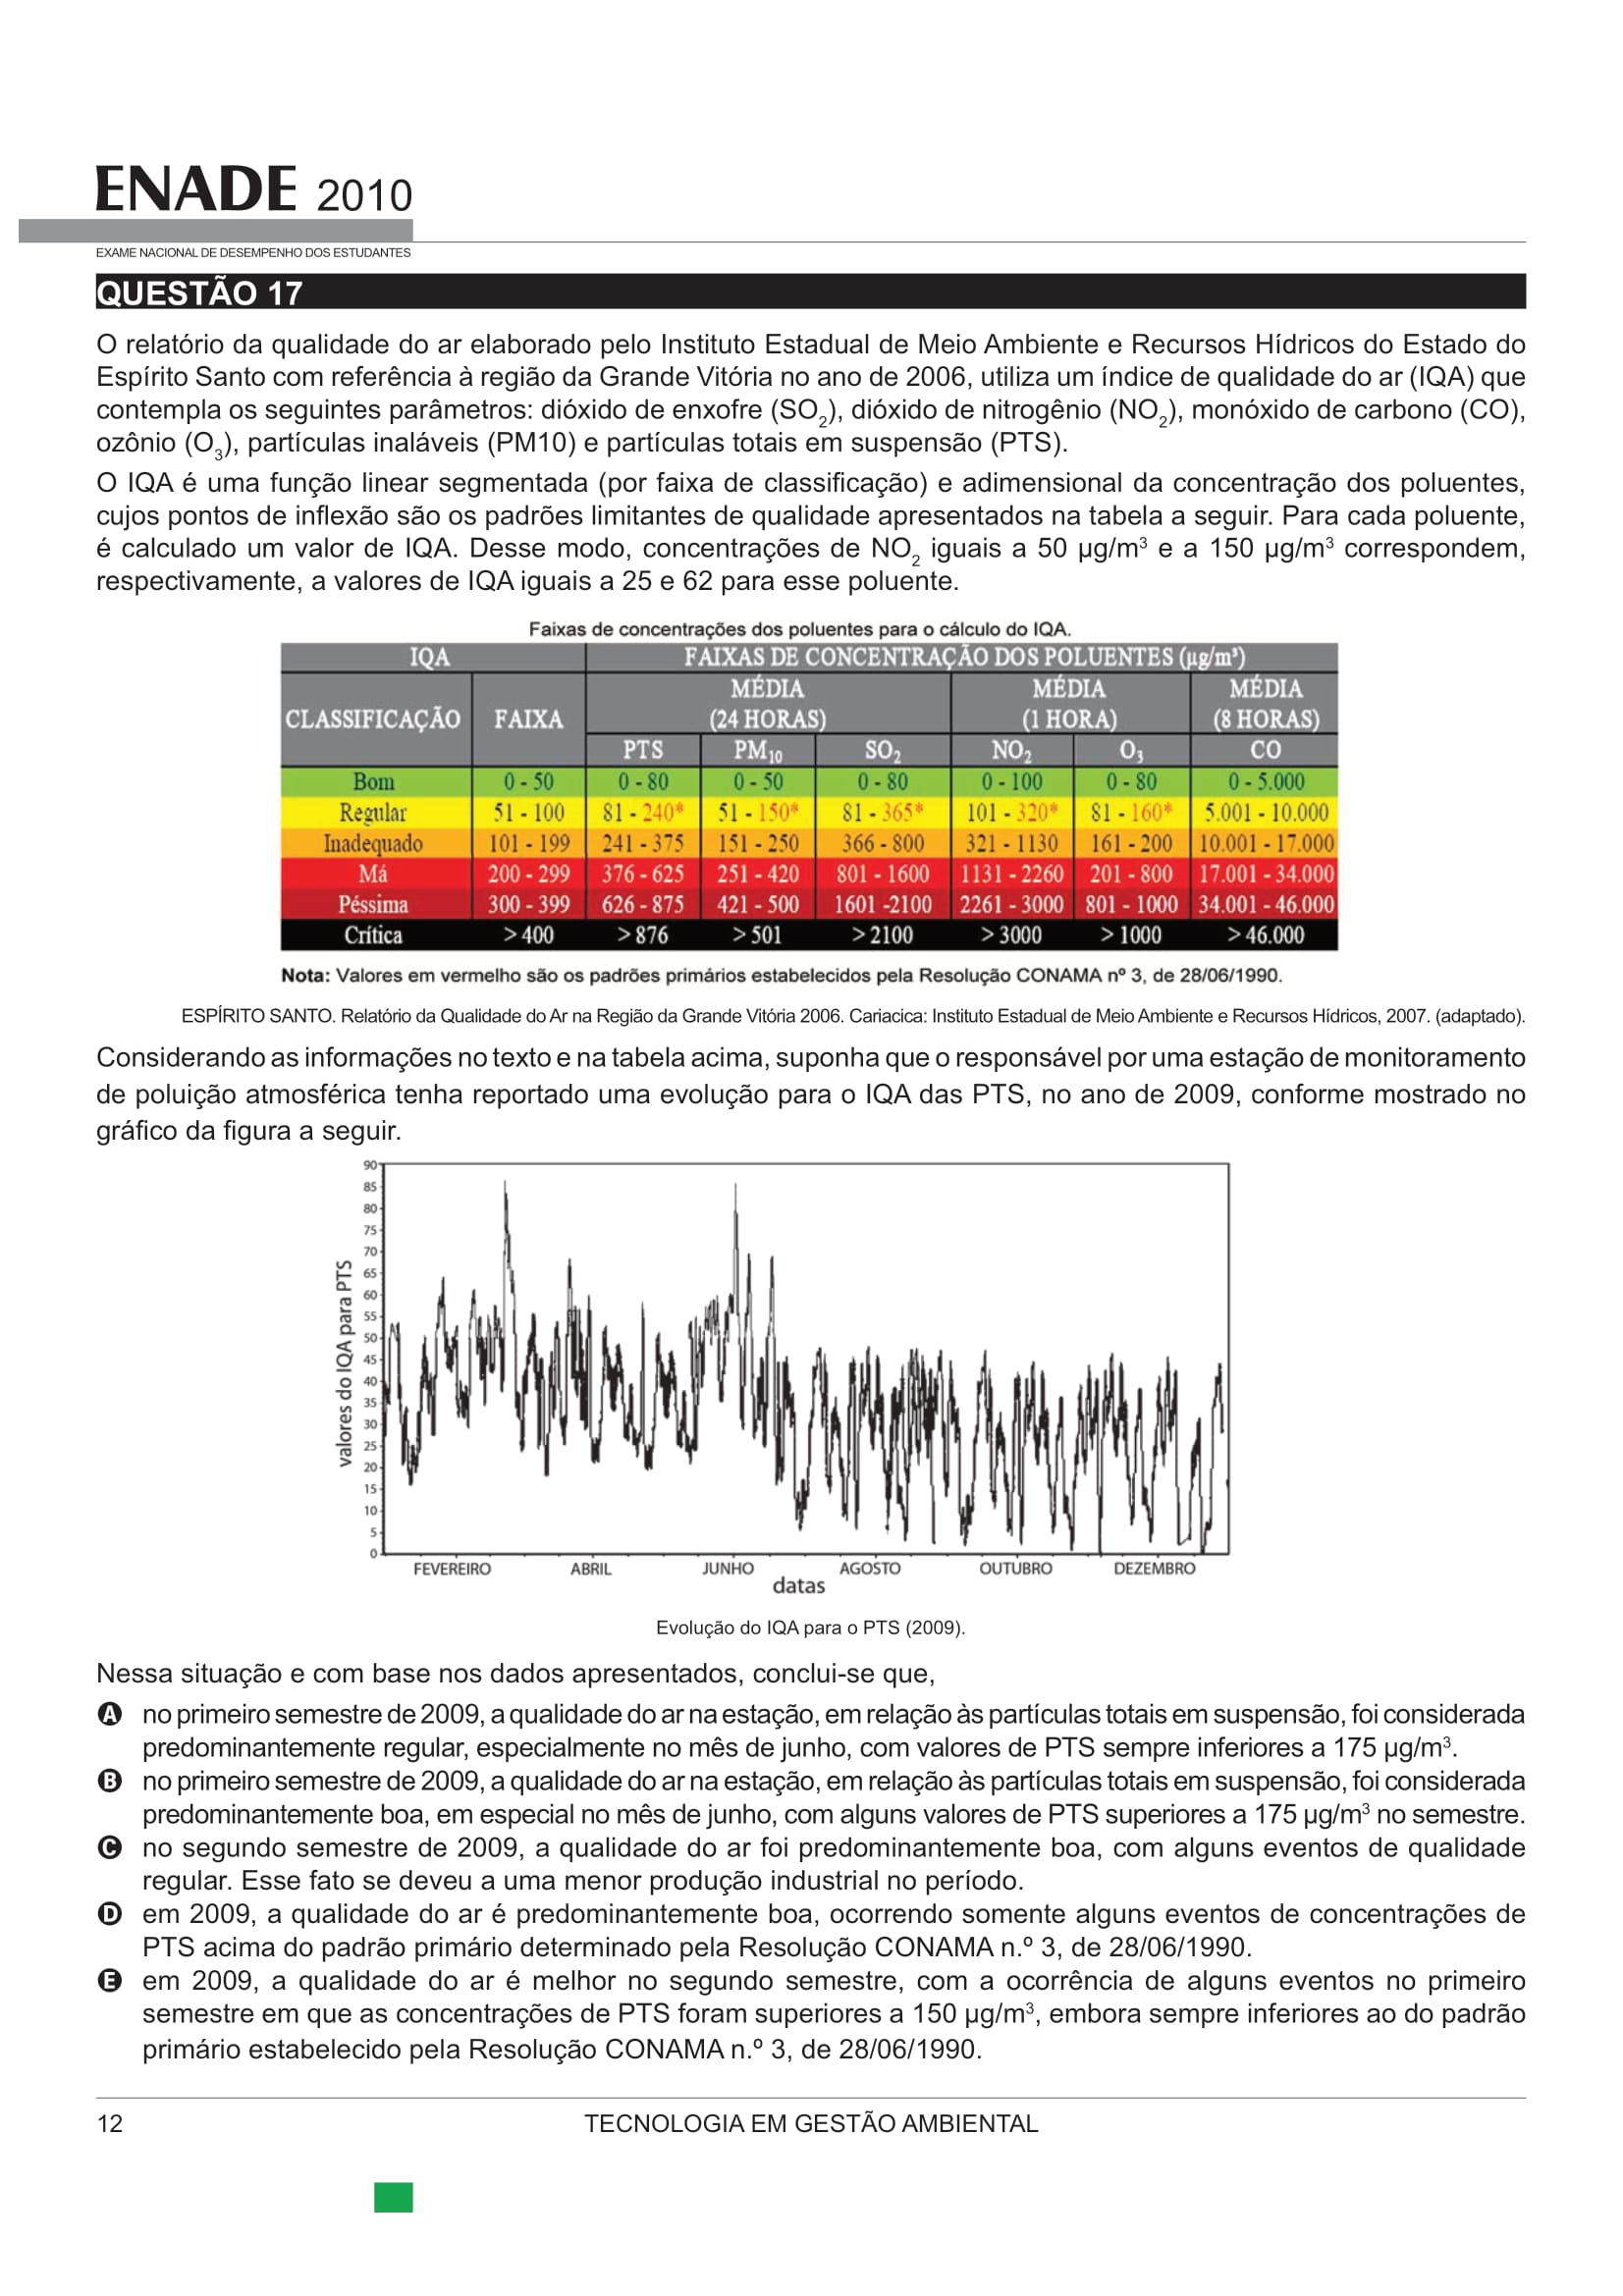 ENADE 2010
EXAME NACIONAL DE DESEMPENHO DOS ESTUDANTES
QUESTÃO 17
O relatório da qualidade do ar elaborado pelo Instituto Estadual de Meio Ambiente e Recursos Hídricos do Estado do
Espírito Santo com referência à região da Grande Vitória no ano de 2006, utiliza um índice de qualidade do ar (IQA) que
contempla os seguintes parâmetros: dióxido de enxofre (SO₂), dióxido de nitrogênio (NO₂), monóxido de carbono (CO),
ozônio (O₃), partículas inaláveis (PM10) e partículas totais em suspensão (PTS).
O IQA é uma função linear segmentada (por faixa de classificação) e adimensional da concentração dos poluentes,
cujos pontos de inflexão são os padrões limitantes de qualidade apresentados na tabela a seguir. Para cada poluente,
é calculado um valor de IQA. Desse modo, concentrações de NO₂ iguais a 50 µg/m³ e a 150 µg/m³ correspondem,
respectivamente, a valores de IQA iguais a 25 e 62 para esse poluente.
Faixas de concentrações dos poluentes para o cálculo do IQA.
IQA FAIXAS DE CONCENTRAÇÃO DOS POLUENTES (µg/m³)
CLASSIFICAÇÃO FAIXA MÉDIA (24 HORAS) MÉDIA (1 HORA) MÉDIA (8 HORAS)
PTS PM₁₀ SO₂ NO₂ O₃ CO
Bom 0 - 50 0 - 80 0 - 50 0 - 80 0 - 100 0 - 80 0 - 5.000
Regular 51 - 100 81 - 240* 51 - 150* 81 - 365* 101 - 320* 81 - 160* 5.001 - 10.000
Inadequado 101 - 199 241 - 375 151 - 250 366 - 800 321 - 1130 161 - 200 10.001 - 17.000
Má 200 - 299 376 - 625 251 - 420 801 - 1600 1131 - 2260 201 - 800 17.001 - 34.000
Péssima 300 - 399 626 - 875 421 - 500 1601 -2100 2261 - 3000 801 - 1000 34.001 - 46.000
Crítica > 400 > 876 > 501 > 2100 > 3000 > 1000 > 46.000
Nota: Valores em vermelho são os padrões primários estabelecidos pela Resolução CONAMA nº 3, de 28/06/1990.
ESPÍRITO SANTO. Relatório da Qualidade do Ar na Região da Grande Vitória 2006. Cariacica: Instituto Estadual de Meio Ambiente e Recursos Hídricos, 2007. (adaptado).
Considerando as informações no texto e na tabela acima, suponha que o responsável por uma estação de monitoramento
de poluição atmosférica tenha reportado uma evolução para o IQA das PTS, no ano de 2009, conforme mostrado no
gráfico da figura a seguir.
valores do IQA para PTS
90
85
80
75
70
65
60
55
50
45
40
35
30
25
20
15
10
5
0
FEVEREIRO ABRIL JUNHO AGOSTO OUTUBRO DEZEMBRO
datas
Evolução do IQA para o PTS (2009).
Nessa situação e com base nos dados apresentados, conclui-se que,
A no primeiro semestre de 2009, a qualidade do ar na estação, em relação às partículas totais em suspensão, foi considerada
predominantemente regular, especialmente no mês de junho, com valores de PTS sempre inferiores a 175 µg/m³.
B no primeiro semestre de 2009, a qualidade do ar na estação, em relação às partículas totais em suspensão, foi considerada
predominantemente boa, em especial no mês de junho, com alguns valores de PTS superiores a 175 µg/m³ no semestre.
C no segundo semestre de 2009, a qualidade do ar foi predominantemente boa, com alguns eventos de qualidade
regular. Esse fato se deveu a uma menor produção industrial no período.
D em 2009, a qualidade do ar é predominantemente boa, ocorrendo somente alguns eventos de concentrações de
PTS acima do padrão primário determinado pela Resolução CONAMA n.º 3, de 28/06/1990.
E em 2009, a qualidade do ar é melhor no segundo semestre, com a ocorrência de alguns eventos no primeiro
semestre em que as concentrações de PTS foram superiores a 150 µg/m³, embora sempre inferiores ao do padrão
primário estabelecido pela Resolução CONAMA n.º 3, de 28/06/1990.
12
TECNOLOGIA EM GESTÃO AMBIENTAL